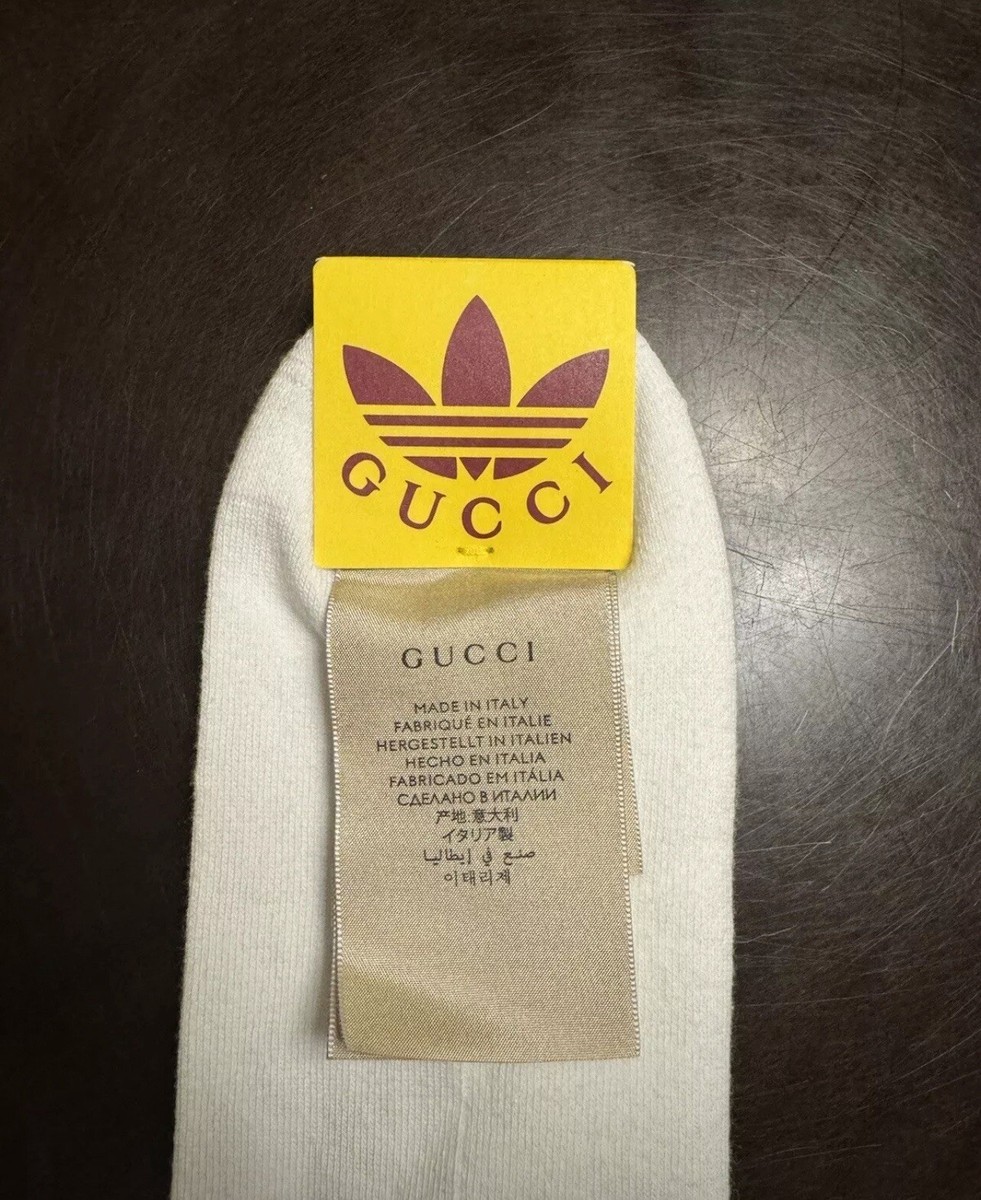 GUCCI
GUCCI
MADE IN ITALY
FABRIQUÉ EN ITALIE
HERGESTELLT IN ITALIEN
HECHO EN ITALIA
FABRICADO EM ITÁLIA
СДЕЛАНО В ИТАЛИИ
产地:意大利
イタリア製
صنع في إيطاليا
이태리제